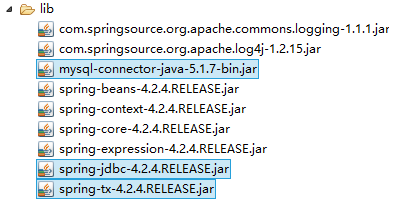 lib
com.springsource.org.apache.commons.logging-1.1.1.jar
com.springsource.org.apache.log4j-1.2.15.jar
mysql-connector-java-5.1.7-bin.jar
spring-beans-4.2.4.RELEASE.jar
spring-context-4.2.4.RELEASE.jar
spring-core-4.2.4.RELEASE.jar
spring-expression-4.2.4.RELEASE.jar
spring-jdbc-4.2.4.RELEASE.jar
spring-tx-4.2.4.RELEASE.jar